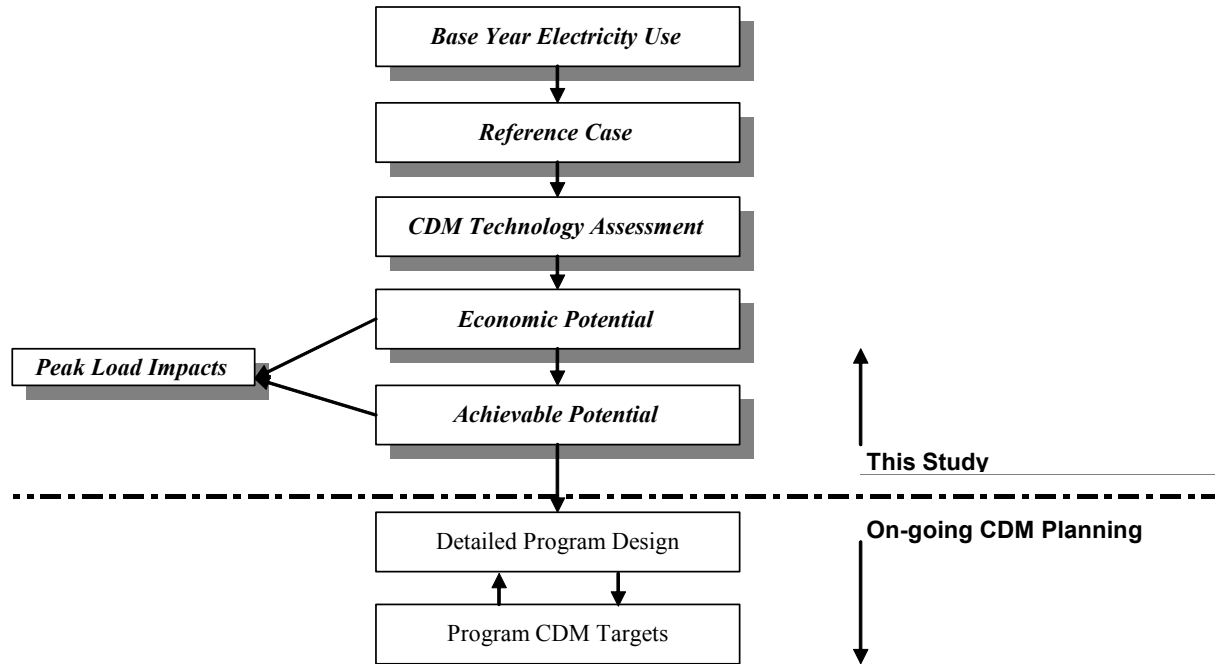 Base Year Electricity Use
Reference Case
CDM Technology Assessment
Economic Potential
Peak Load Impacts
Achievable Potential
This Study
Detailed Program Design
On-going CDM Planning
Program CDM Targets